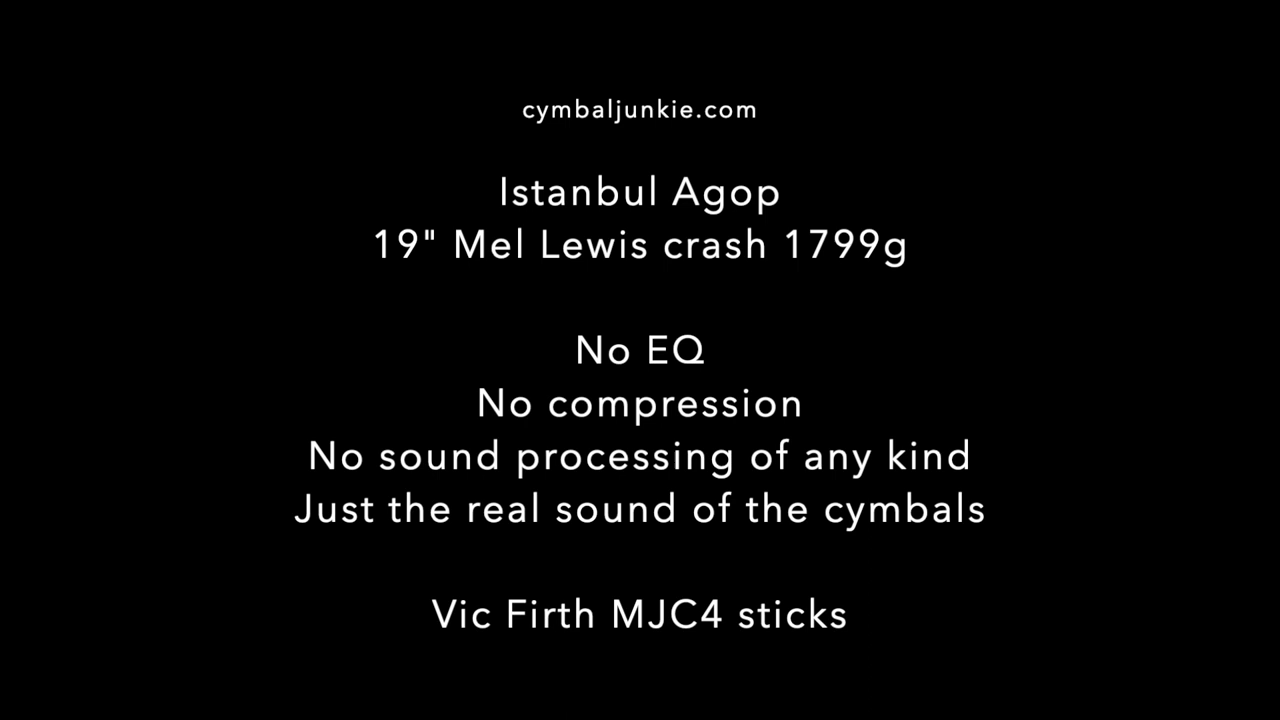 cymbaljunkie.com
Istanbul Agop
19" Mel Lewis crash 1799g
No EQ
No compression
No sound processing of any kind
Just the real sound of the cymbals
Vic Firth MJC4 sticks